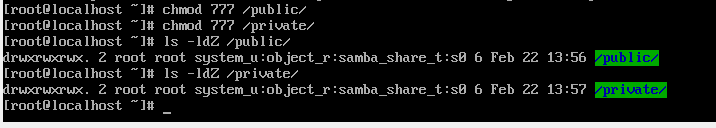 [root@localhost ~]# chmod 777 /public/
[root@localhost ~]# chmod 777 /private/
[root@localhost ~]# ls -ldZ /public/
drwxrwxrwx. 2 root root system_u:object_r:samba_share_t:s0 6 Feb 22 13:56 /public/
[root@localhost ~]# ls -ldZ /private/
drwxrwxrwx. 2 root root system_u:object_r:samba_share_t:s0 6 Feb 22 13:57 /private/
[root@localhost ~]# _